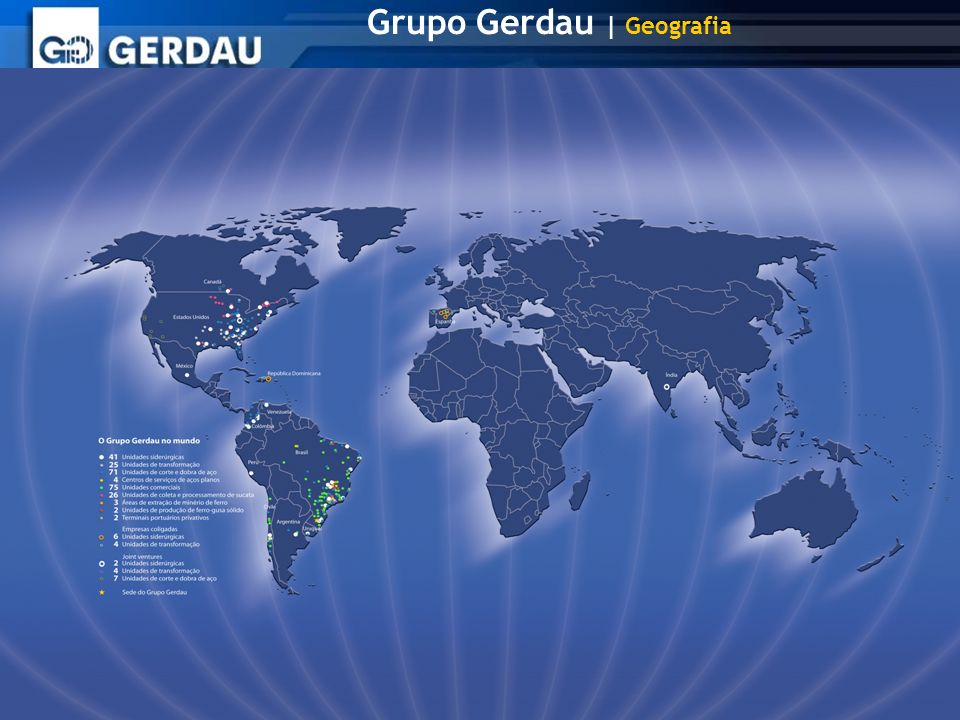 GERDAU
Grupo Gerdau | Geografia
Canadá
Estados Unidos
México
República Dominicana
Venezuela
Colômbia
Peru
Brasil
Chile
Argentina
Uruguai
Espanha
Índia
O Grupo Gerdau no mundo
41 Unidades siderúrgicas
25 Unidades de transformação
71 Unidades de corte e dobra de aço
4 Centros de serviços de aços planos
75 Unidades comerciais
26 Unidades de coleta e processamento de sucata
3 Áreas de extração de minério de ferro
2 Unidades de produção de ferro-gusa sólido
2 Terminais portuários privativos
Empresas coligadas
6 Unidades siderúrgicas
4 Unidades de transformação
Joint ventures
2 Unidades siderúrgicas
4 Unidades de transformação
7 Unidades de corte e dobra de aço
Sede do Grupo Gerdau